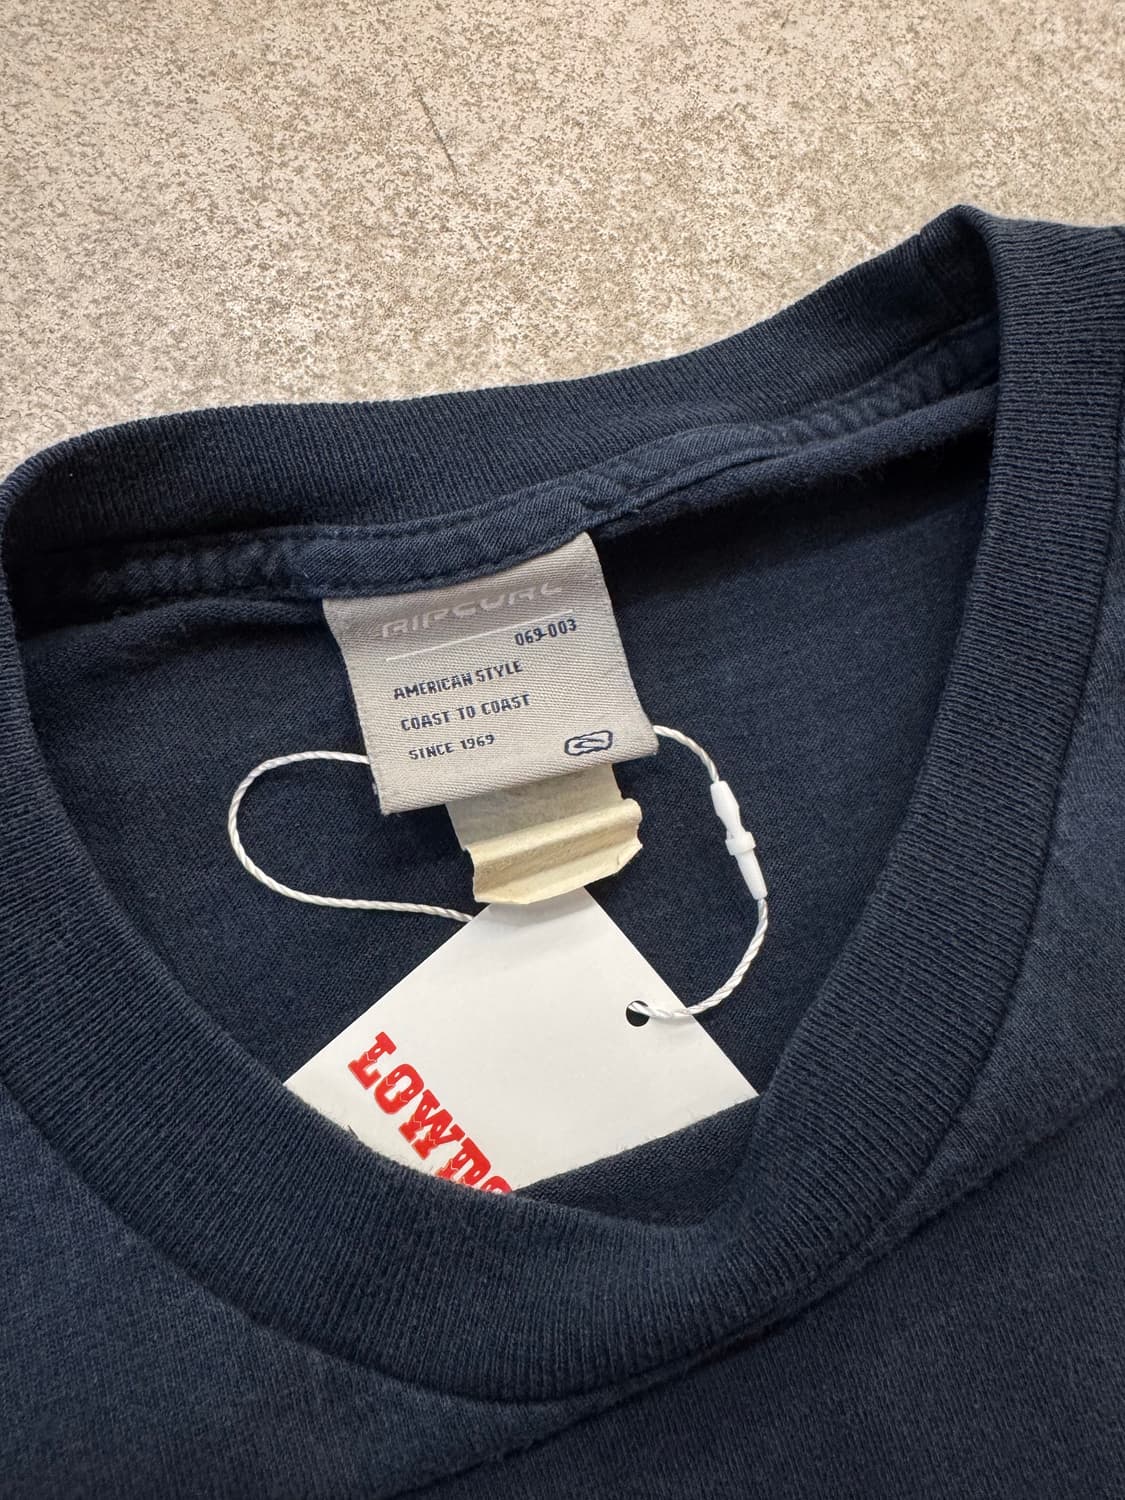 RIPCURL
069-003
AMERICAN STYLE
COAST TO COAST
SINCE 1969